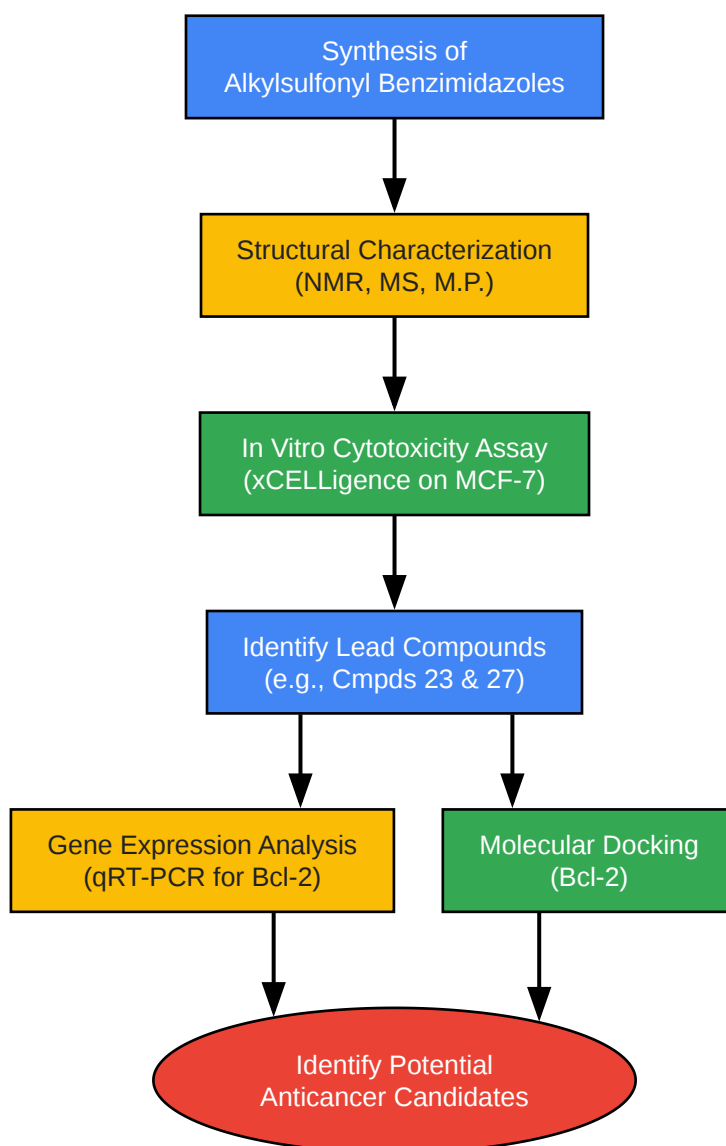 Synthesis of
Alkylsulfonyl Benzimidazoles
Structural Characterization
(NMR, MS, M.P.)
In Vitro Cytotoxicity Assay
(xCELLigence on MCF-7)
Identify Lead Compounds
(e.g., Cmpds 23 & 27)
Gene Expression Analysis
(qRT-PCR for Bcl-2)
Molecular Docking
(Bcl-2)
Identify Potential
Anticancer Candidates